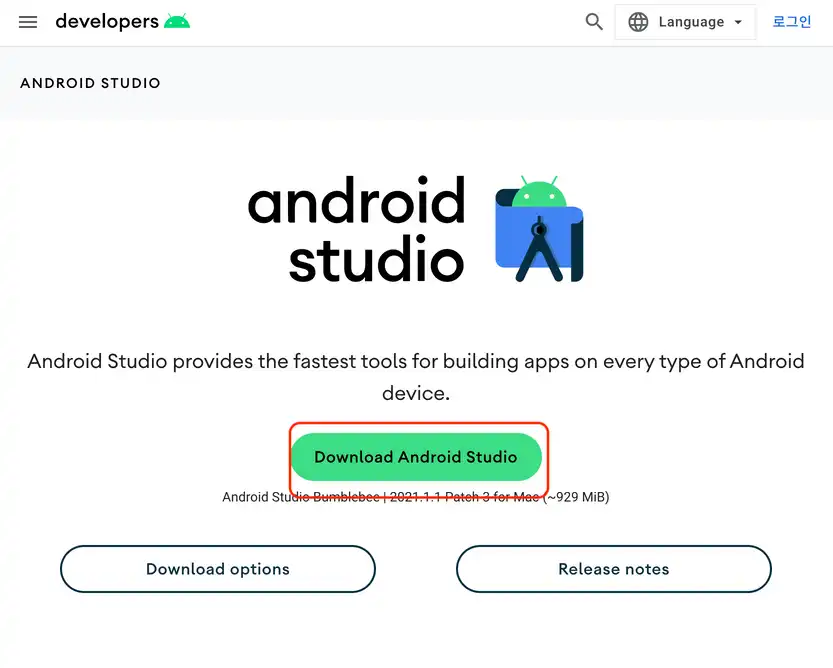 developers
Language
로그인
ANDROID STUDIO
android
studio
Android Studio provides the fastest tools for building apps on every type of Android
device.
Download Android Studio
Android Studio Bumblebee | 2021.1.1 Patch 3 for Mac (~929 MiB)
Download options
Release notes